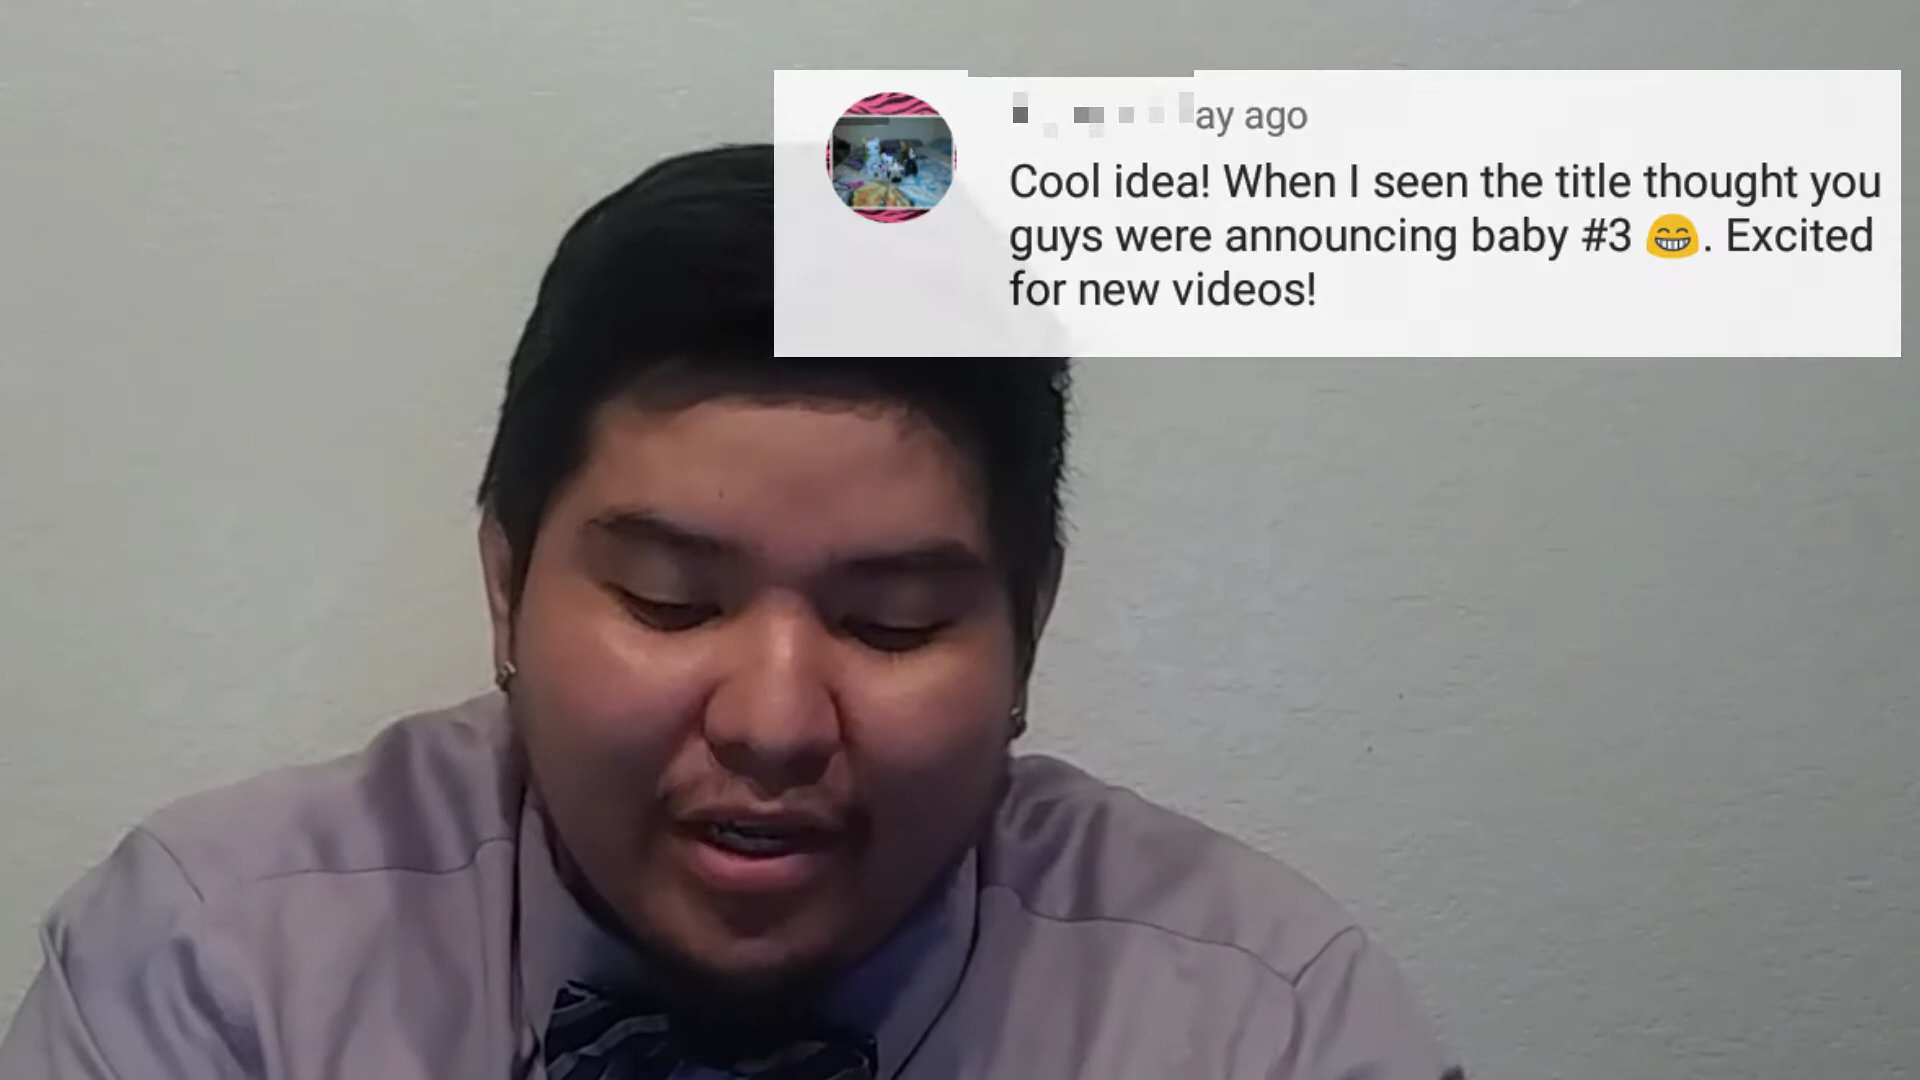 ay ago
Cool idea! When I seen the title thought you
guys were announcing baby #3 😁. Excited
for new videos!